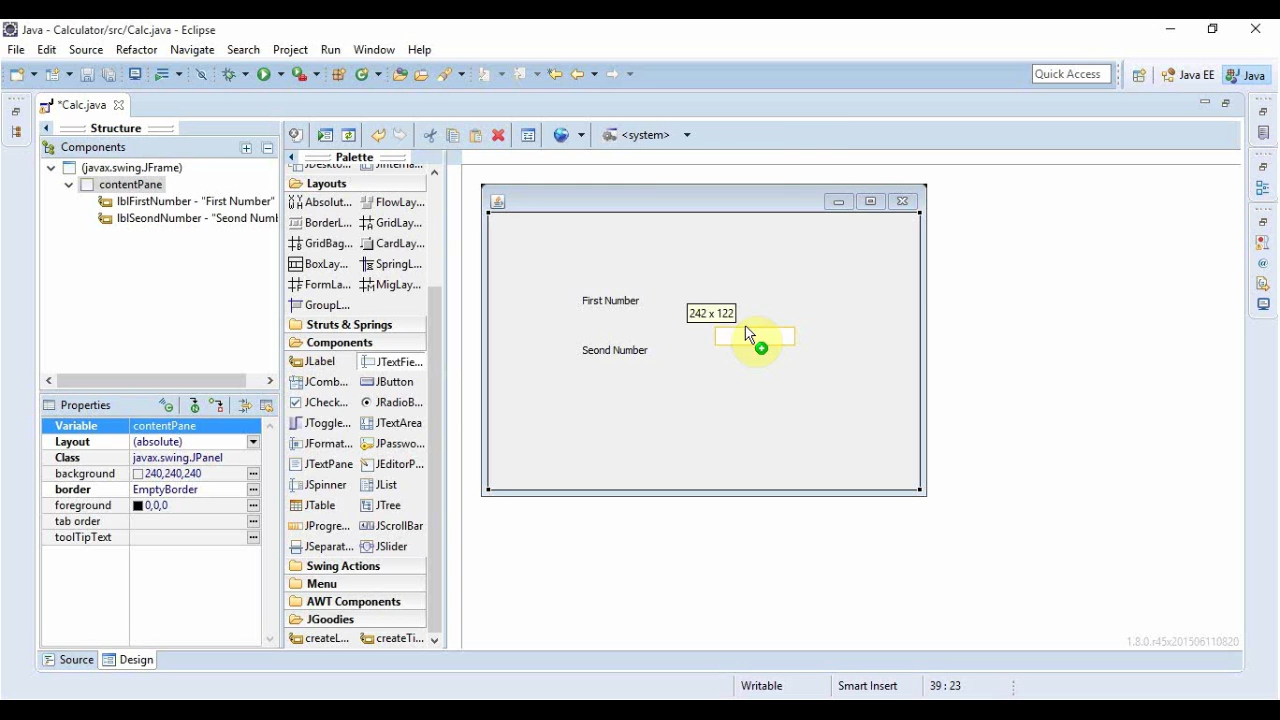 Java - Calculator/src/Calc.java - Eclipse
File Edit Source Refactor Navigate Search Project Run Window Help
Quick Access Java EE Java
*Calc.java
Structure
Components
(javax.swing.JFrame)
contentPane
lblFirstNumber - "First Number"
lblSeondNumber - "Seond Numl
Properties
Variable contentPane
Layout (absolute)
Class javax.swing.JPanel
background 240,240,240
border EmptyBorder
foreground 0,0,0
tab order
toolTipText
<system>
Palette
JDeskto... JInterna...
Layouts
Absolut... FlowLay...
BorderL... GridLay...
GridBag... CardLay...
BoxLay... SpringL...
FormLa... MigLay...
GroupL...
Struts & Springs
Components
JLabel JTextFie...
JComb... JButton
JCheck... JRadioB...
JToggle... JTextArea
JFormat... JPasswo...
JTextPane JEditorP...
JSpinner JList
JTable JTree
JProgre... JScrollBar
JSeparat... JSlider
Swing Actions
Menu
AWT Components
JGoodies
createL... createTi...
First Number
242 x 122
Seond Number
1.8.0.r45x201506110820
Source Design
Writable Smart Insert 39 : 23